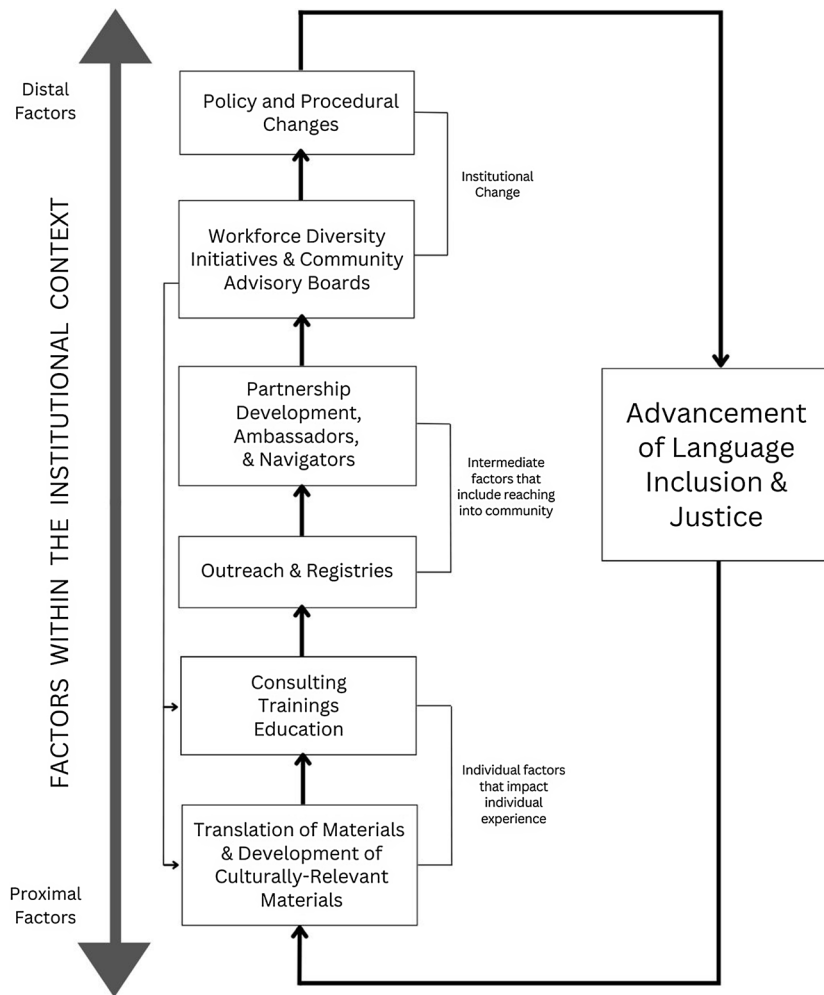 Distal
Factors
FACTORS WITHIN THE INSTITUTIONAL CONTEXT
Proximal
Factors
Policy and Procedural
Changes
Institutional
Change
Workforce Diversity
Initiatives & Community
Advisory Boards
Partnership
Development,
Ambassadors,
& Navigators
Intermediate
factors that
include reaching
into community
Outreach & Registries
Consulting
Trainings
Education
Individual factors
that impact
individual
experience
Translation of Materials
& Development of
Culturally-Relevant
Materials
Advancement
of Language
Inclusion &
Justice